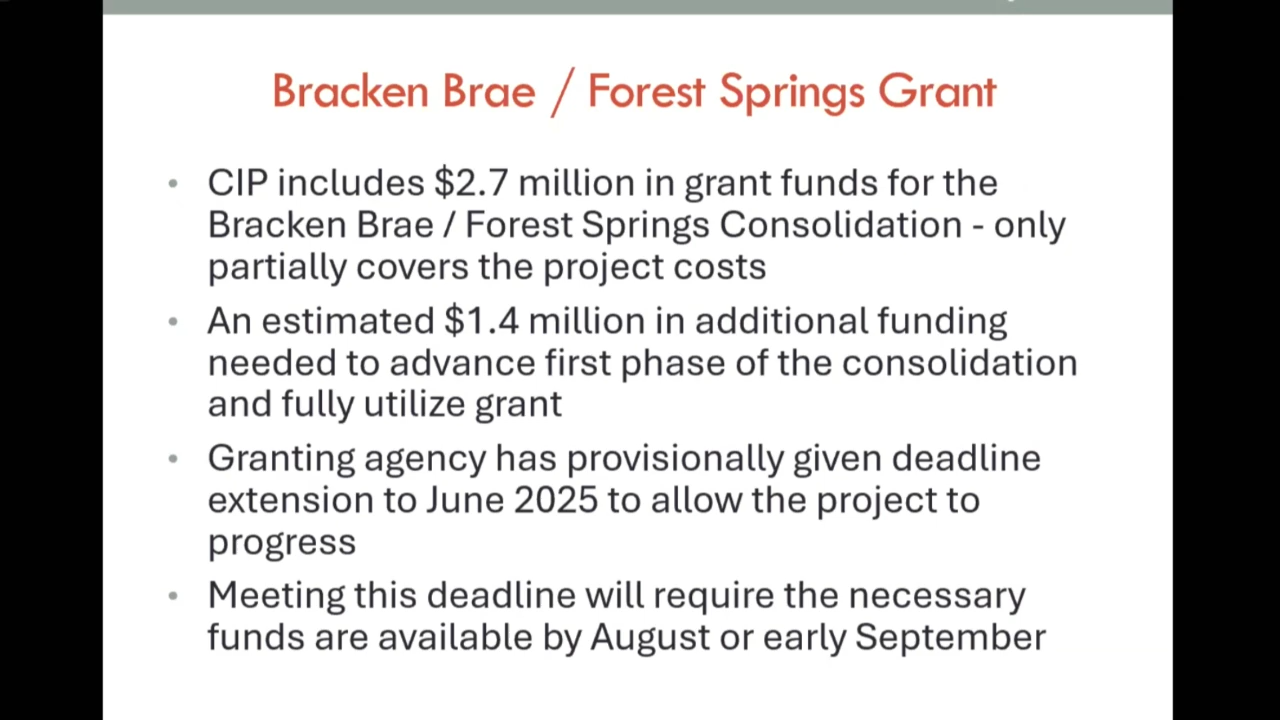 Bracken Brae / Forest Springs Grant
• CIP includes $2.7 million in grant funds for the
Bracken Brae / Forest Springs Consolidation - only
partially covers the project costs
• An estimated $1.4 million in additional funding
needed to advance first phase of the consolidation
and fully utilize grant
• Granting agency has provisionally given deadline
extension to June 2025 to allow the project to
progress
• Meeting this deadline will require the necessary
funds are available by August or early September